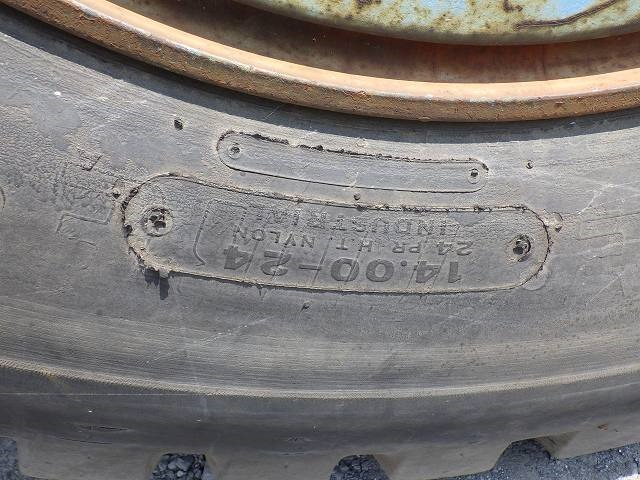 14.00-24
24 PR H.T. NYLON
INDUSTRIAL